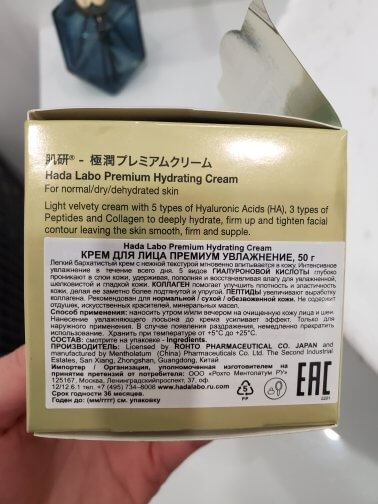 肌研® - 極潤プレミアムクリーム
Hada Labo Premium Hydrating Cream
For normal/dry/dehydrated skin
Light velvety cream with 5 types of Hyaluronic Acids (HA), 3 types of
Peptides and Collagen to deeply hydrate, firm up and tighten facial
contour leaving the skin smooth, firm and supple.
Hada Labo Premium Hydrating Cream
КРЕМ ДЛЯ ЛИЦА ПРЕМИУМ УВЛАЖНЕНИЕ, 50 г
Легкий бархатистый крем с нежной текстурой мгновенно впитывается в кожу. Интенсивное
увлажнение в течение всего дня. 5 видов ГИАЛУРОНОВОЙ КИСЛОТЫ глубоко
проникают в слои кожи, удерживая, пополняя и восстанавливая запасы увлажненной,
шелковистой и гладкой кожи. КОЛЛАГЕН помогает улучшить плотность и эластичность
кожи, делая ее заметно более подтянутой и упругой. ПЕПТИДЫ увеличивают выработку
коллагена. Рекомендован для нормальной / сухой / обезвоженной кожи. Не содержит
отдушек, искусственных красителей, минеральных масел.
Способ применения: наносить утром и/или вечером на очищенную кожу лица и шеи.
Нанесение увлажняющего лосьона до крема усиливает эффект. Только для
наружного применения. В случае появления раздражения, немедленно прекратить
использование. Хранить при температуре от +5°C до +25°C.
СОСТАВ: смотрите на упаковке - Ingredients.
ПРОИЗВОДИТЕЛЬ: Licensed by ROHTO PHARMACEUTICAL CO. JAPAN and
manufactured by Mentholatum (China) Pharmaceuticals Co. Ltd. The Second Industrial
Estates, San Xiang, Zhongshan, Guangdong, Китай
Импортер / Организация, уполномоченная изготовителем на
принятие претензий от потребителя: ООО «Рохто Ментолатум РУ»
125167, Москва, Ленинградский проспект, 37, оф.
12/12.6.1 тел. +7 (495) 734-8008 www.hadalabo.ru.com
Срок годности 36 месяцев.
Годен до: (мм/гггг) см. упаковку
5
PP
EAC